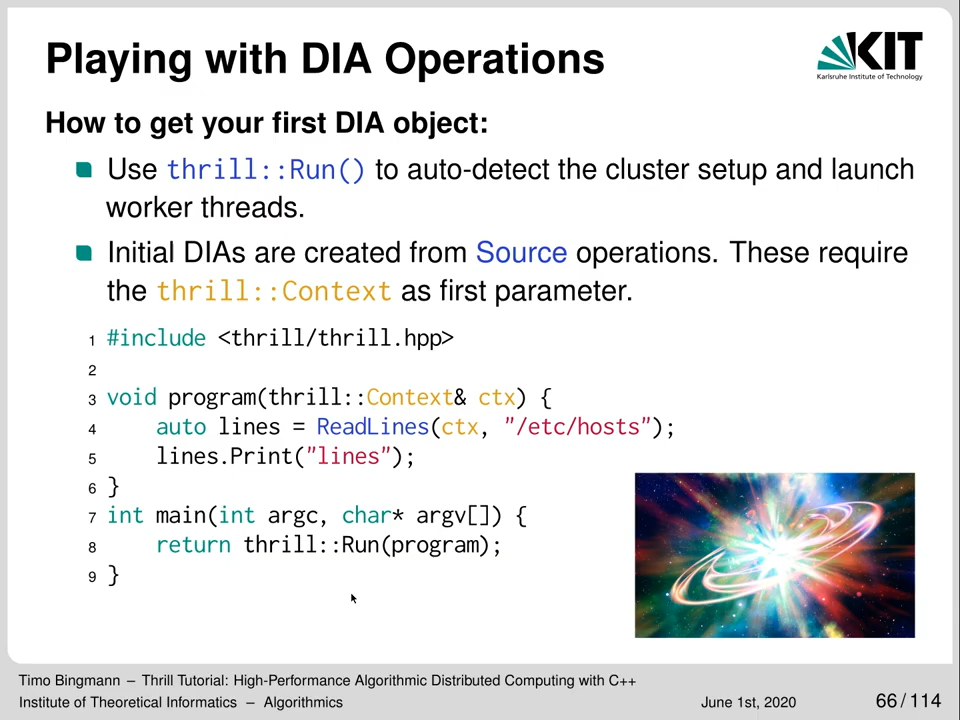 Playing with DIA Operations
KIT
Karlsruhe Institute of Technology
How to get your first DIA object:
Use thrill::Run() to auto-detect the cluster setup and launch
worker threads.
Initial DIAs are created from Source operations. These require
the thrill::Context as first parameter.
1 #include <thrill/thrill.hpp>
2
3 void program(thrill::Context& ctx) {
4     auto lines = ReadLines(ctx, "/etc/hosts");
5     lines.Print("lines");
6 }
7 int main(int argc, char* argv[]) {
8     return thrill::Run(program);
9 }
Timo Bingmann – Thrill Tutorial: High-Performance Algorithmic Distributed Computing with C++
Institute of Theoretical Informatics – Algorithmics June 1st, 2020 66 / 114